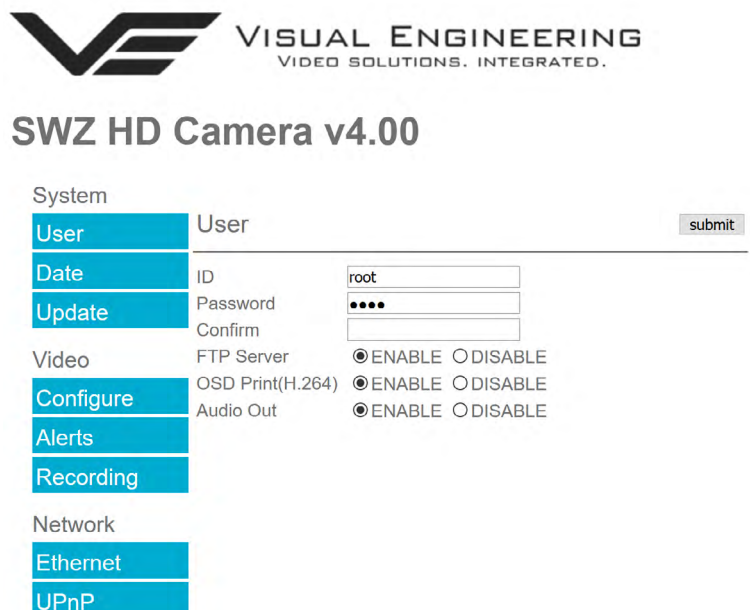 VISUAL ENGINEERING
VIDEO SOLUTIONS. INTEGRATED.
SWZ HD Camera v4.00
System
User
Date
Update
Video
Configure
Alerts
Recording
Network
Ethernet
UPnP
User submit
ID root
Password ••••
Confirm
FTP Server ENABLE DISABLE
OSD Print(H.264) ENABLE DISABLE
Audio Out ENABLE DISABLE